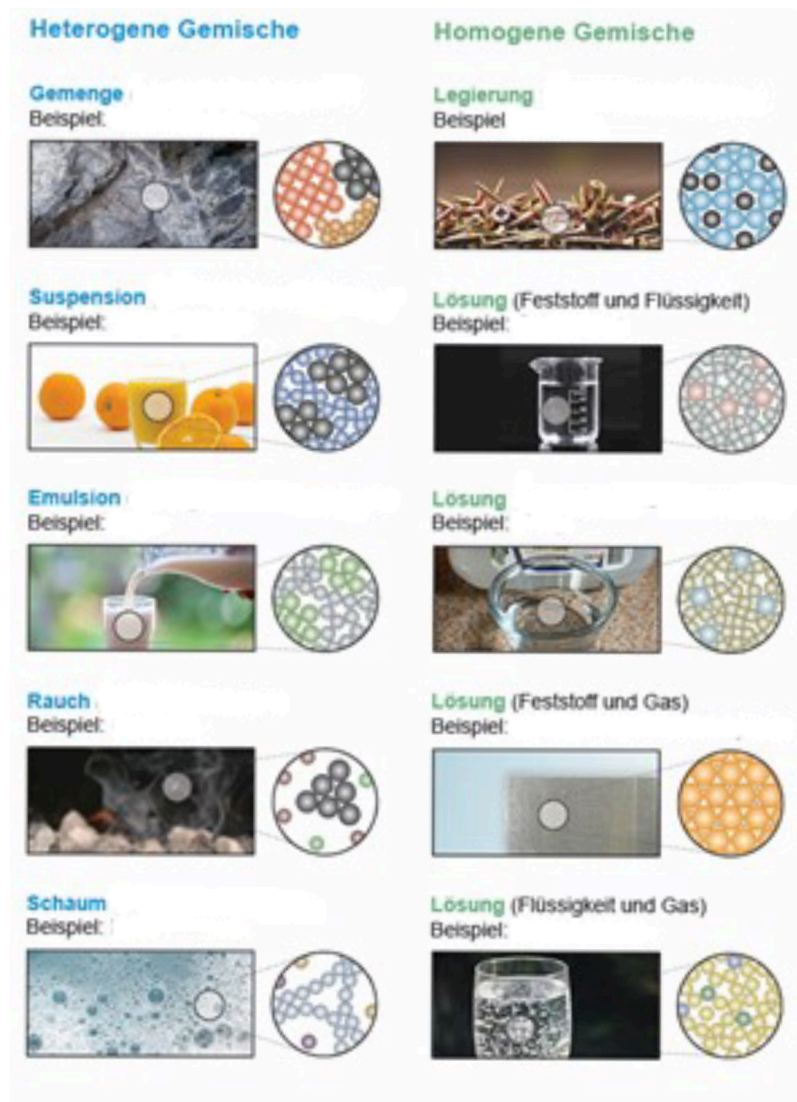 Heterogene Gemische
Gemenge
Beispiel:
Suspension
Beispiel:
Emulsion
Beispiel:
Rauch
Beispiel:
Schaum
Beispiel:
Homogene Gemische
Legierung
Beispiel
Lösung (Feststoff und Flüssigkeit)
Beispiel:
Lösung
Beispiel:
Lösung (Feststoff und Gas)
Beispiel:
Lösung (Flüssigkeit und Gas)
Beispiel: